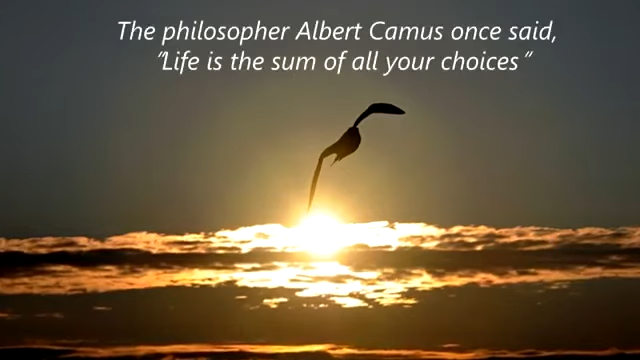 The philosopher Albert Camus once said,
"Life is the sum of all your choices"